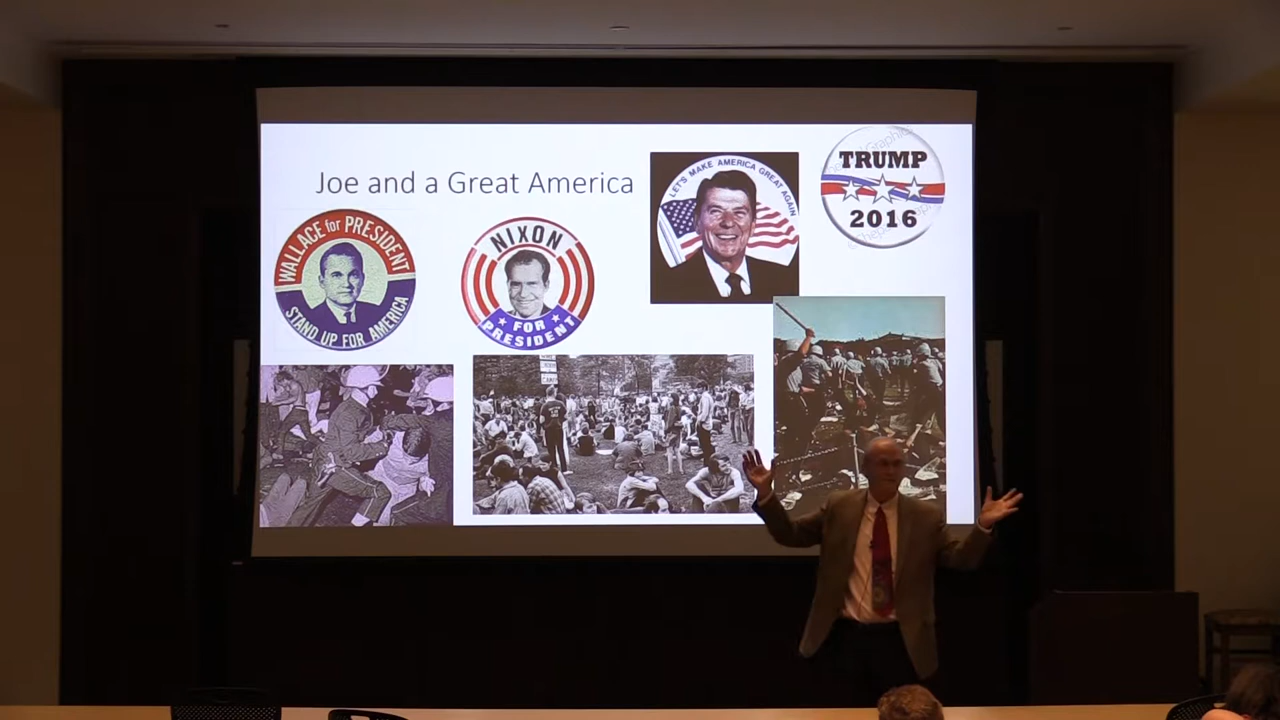 Joe and a Great America
WALLACE for PRESIDENT
STAND UP FOR AMERICA
NIXON
FOR
PRESIDENT
LET'S MAKE AMERICA GREAT AGAIN
TRUMP
2016